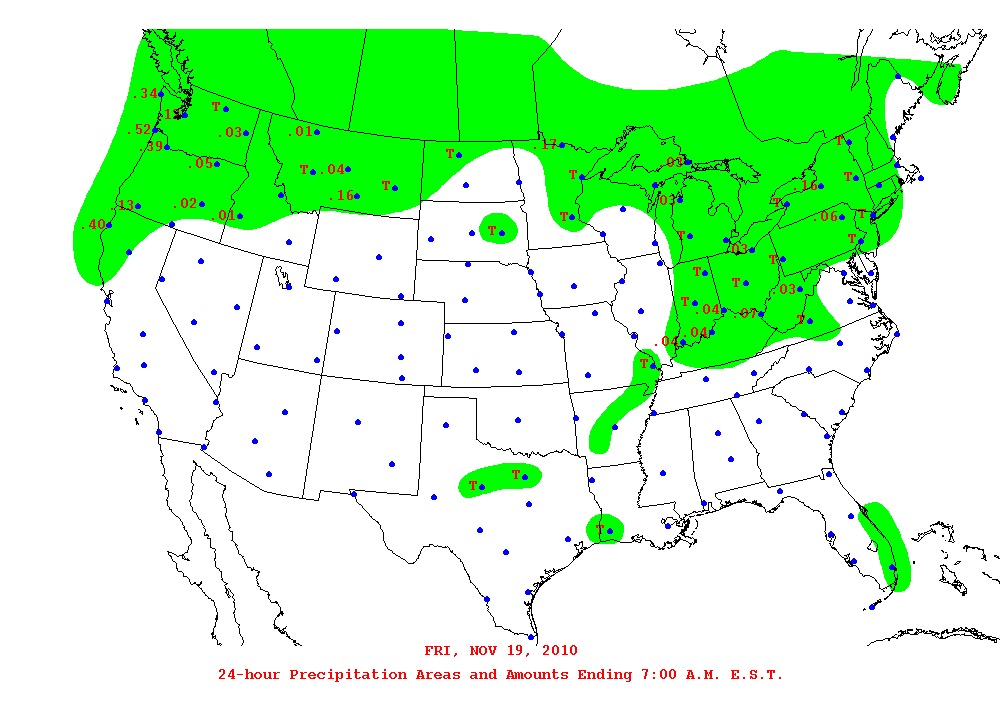 .34
T
.1
.52
.03
.01
.39
.17
T
T
.05
T
.04
.01
T
T
T
.16
.16
.02
.03
T
.13
.01
T
.06
T
.40
T
T
T
.03
T
T
T
.03
T
.04
.07
T
.04
.04
T
T
T
T
FRI, NOV 19, 2010
24-hour Precipitation Areas and Amounts Ending 7:00 A.M. E.S.T.